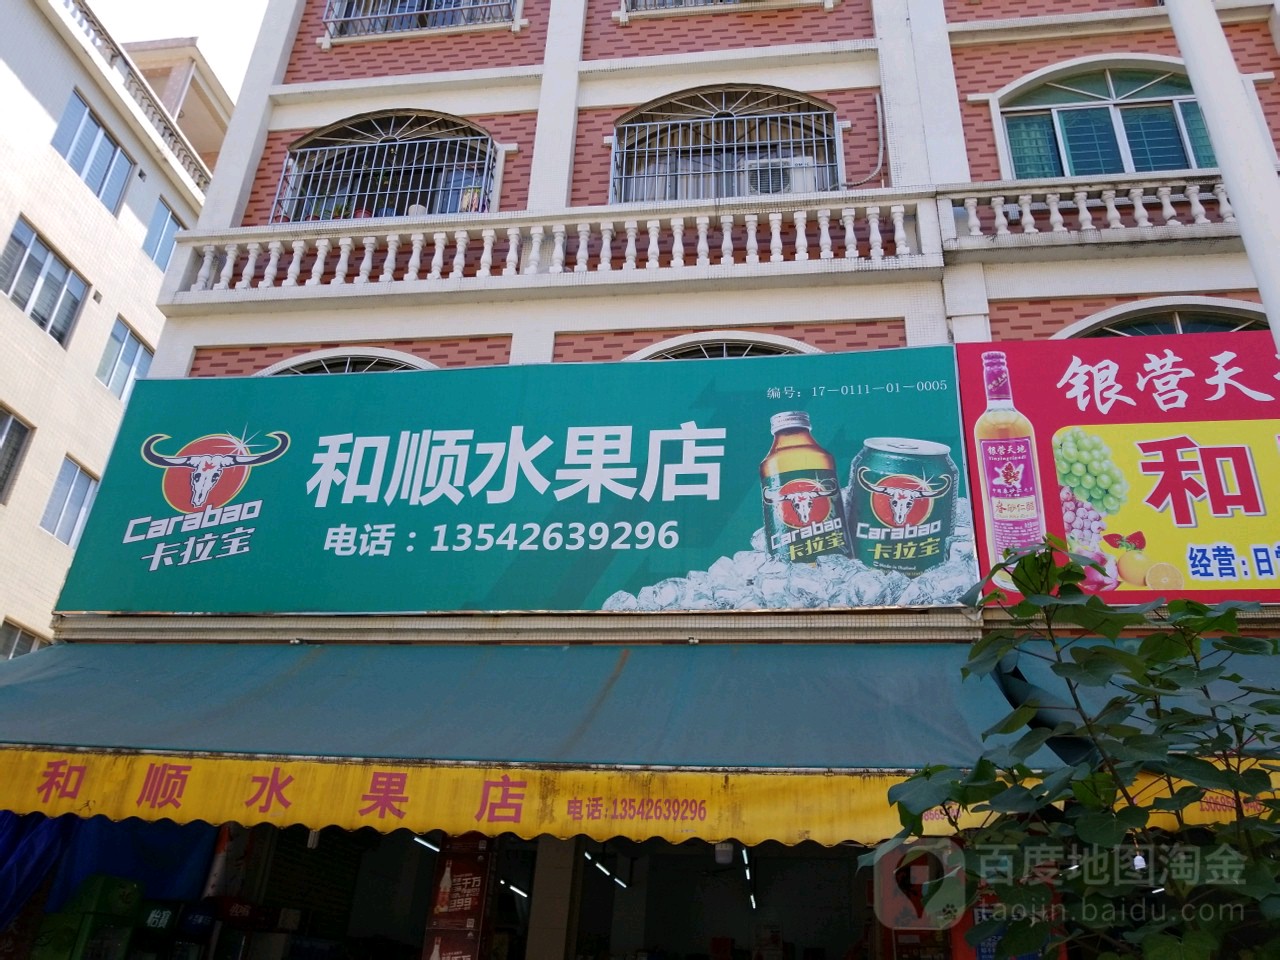 编号：17-0111-01-0005
Carabao
卡拉宝
和顺水果店
电话：13542639296
Carabao
卡拉宝
Carabao
卡拉宝
银营天
银营天地
和
经营：日
和顺水果店 电话：13542639296
百度地图淘金
taojin.baidu.com